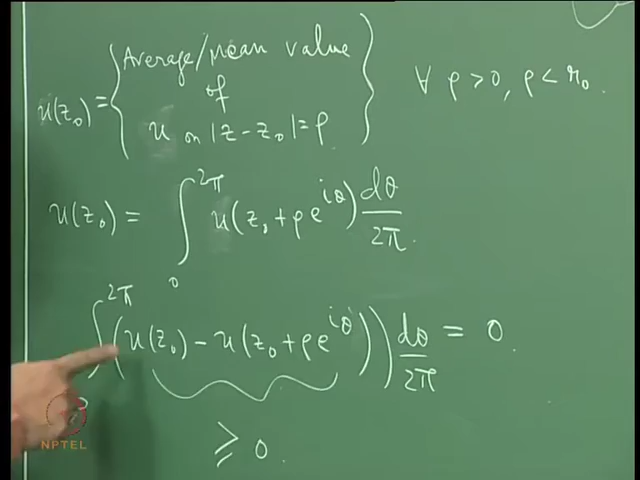 u(z₀) = { Average/mean value
of
u on |z - z₀| = ρ } ∀ ρ > 0, ρ < r₀.
u(z₀) = ∫₀^{2π} u(z₀ + ρe^{iθ}) dθ/2π.
∫^{2π} (u(z₀) - u(z₀ + ρe^{iθ})) dθ/2π = 0.
≥ 0.
NPTEL